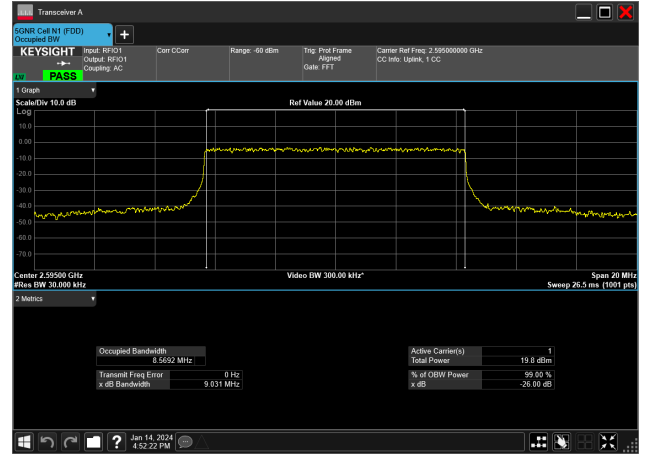 Transceiver A
5GNR Cell N1 (FDD)
Occupied BW
KEYSIGHT
LXI
PASS
Input: RFIO1
Output: RFIO1
Coupling: AC
Corr CCorr
Range: -60 dBm
Trig: Prot Frame
Aligned
Gate: FFT
Carrier Ref Freq: 2.595000000 GHz
CC Info: Uplink, 1 CC
1 Graph
Scale/Div 10.0 dB
Ref Value 20.00 dBm
Log
10.0
0.00
-10.0
-20.0
-30.0
-40.0
-50.0
-60.0
-70.0
Center 2.59500 GHz
Video BW 300.00 kHz*
Span 20 MHz
#Res BW 30.000 kHz
Sweep 26.5 ms (1001 pts)
2 Metrics
Occupied Bandwidth
8.5692 MHz
Active Carrier(s) 1
Total Power 19.8 dBm
Transmit Freq Error 0 Hz
x dB Bandwidth 9.031 MHz
% of OBW Power 99.00 %
x dB -26.00 dB
Jan 14, 2024
4:52:22 PM